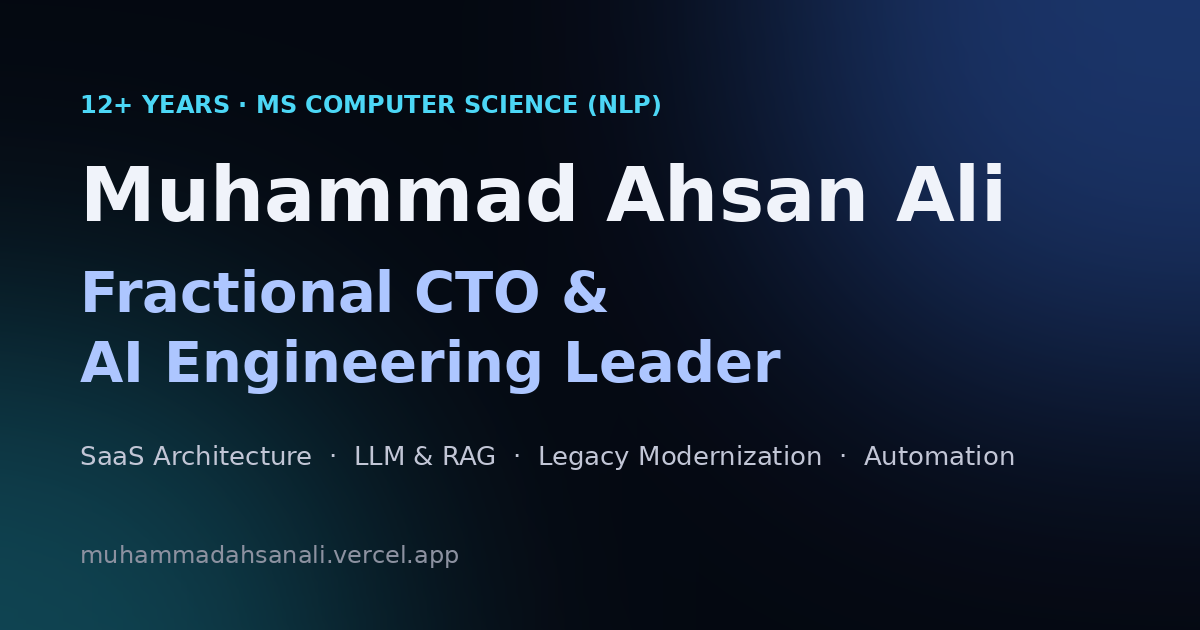 12+ YEARS · MS COMPUTER SCIENCE (NLP)
Muhammad Ahsan Ali
Fractional CTO &
AI Engineering Leader
SaaS Architecture · LLM & RAG · Legacy Modernization · Automation
muhammadahsanali.vercel.app